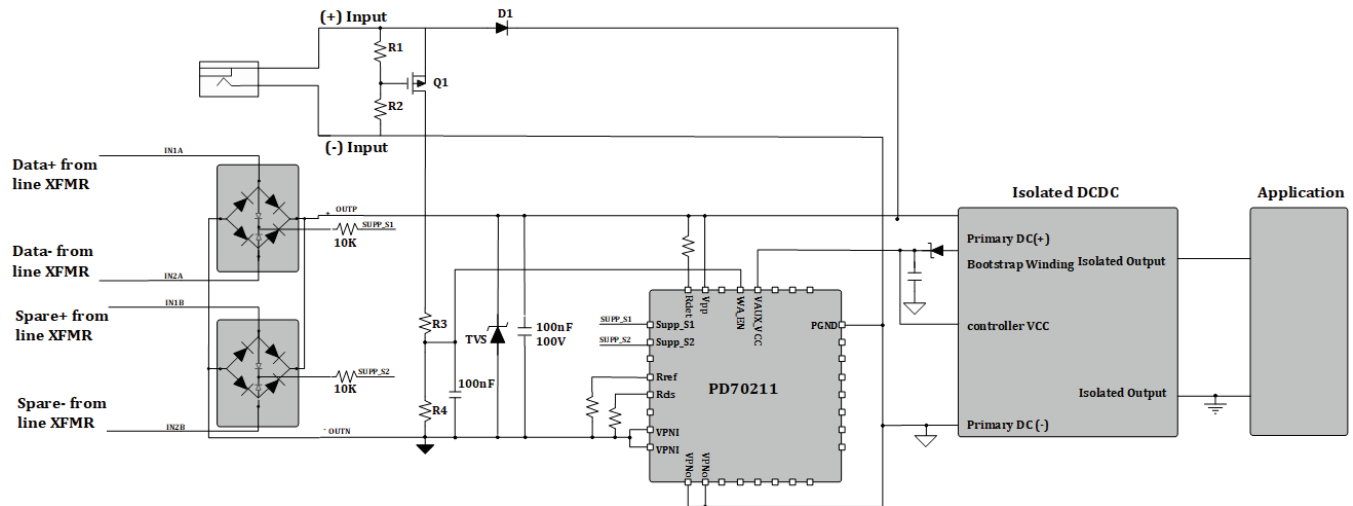 (+) Input
D1
R1
Q1
R2
(-) Input
IN1A
Data+ from
line XFMR
+ OUTP
SUPP_S1
10K
Data- from
line XFMR
IN2A
IN1B
Spare+ from
line XFMR
SUPP_S2
10K
Spare- from
line XFMR
IN2B
- OUTN
R3
R4
100nF
TVS
100nF
100V
Rdet
Vpp
WA_EN
VAUX_VCC
SUPP_S1
Supp_S1
SUPP_S2
Supp_S2
PGND
Rref
PD70211
Rcls
VPNI
VPNI
VPNo
VPNo
Isolated DCDC
Primary DC(+)
Bootstrap Winding
Isolated Output
controller VCC
Isolated Output
Primary DC (-)
Application